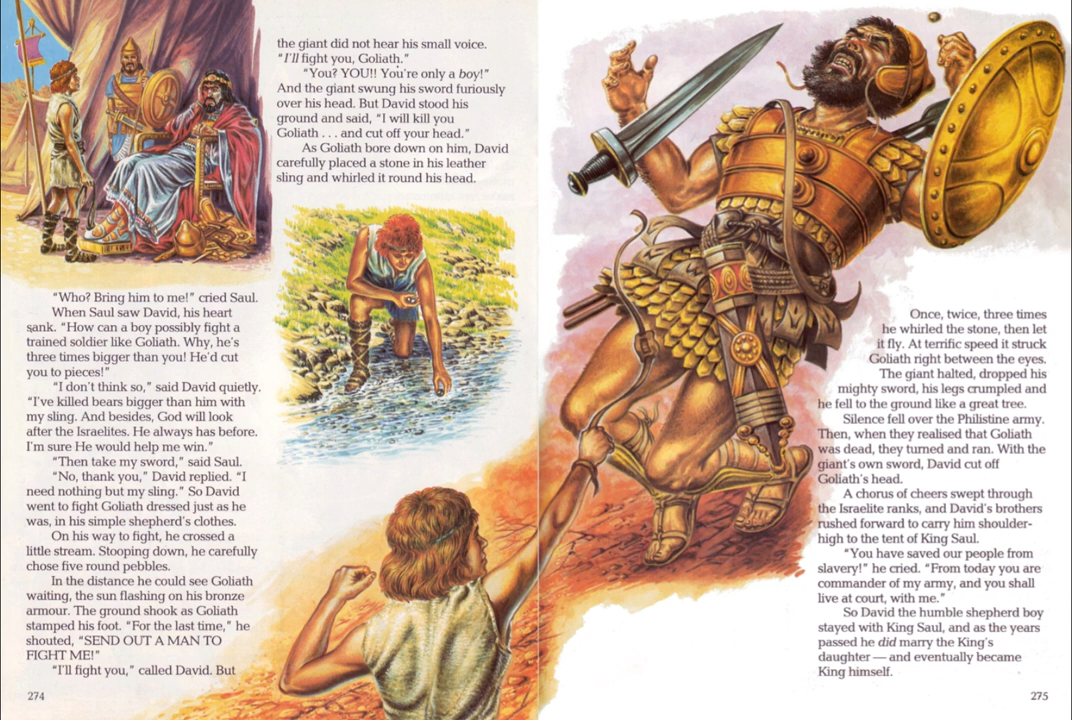 "Who? Bring him to me!" cried Saul.
When Saul saw David, his heart
sank. "How can a boy possibly fight a
trained soldier like Goliath. Why, he's
three times bigger than you! He'd cut
you to pieces!"
"I don't think so," said David quietly.
"I've killed bears bigger than him with
my sling. And besides, God will look
after the Israelites. He always has before.
I'm sure He would help me win."
"Then take my sword," said Saul.
"No, thank you," David replied. "I
need nothing but my sling." So David
went to fight Goliath dressed just as he
was, in his simple shepherd's clothes.
On his way to fight, he crossed a
little stream. Stooping down, he carefully
chose five round pebbles.
In the distance he could see Goliath
waiting, the sun flashing on his bronze
armour. The ground shook as Goliath
stamped his foot. "For the last time," he
shouted, "SEND OUT A MAN TO
FIGHT ME!"
"I'll fight you," called David. But
274
the giant did not hear his small voice.
"I'll fight you, Goliath."
"You? YOU!! You're only a boy!"
And the giant swung his sword furiously
over his head. But David stood his
ground and said, "I will kill you
Goliath . . . and cut off your head."
As Goliath bore down on him, David
carefully placed a stone in his leather
sling and whirled it round his head.
Once, twice, three times
he whirled the stone, then let
it fly. At terrific speed it struck
Goliath right between the eyes.
The giant halted, dropped his
mighty sword, his legs crumpled and
he fell to the ground like a great tree.
Silence fell over the Philistine army.
Then, when they realised that Goliath
was dead, they turned and ran. With the
giant's own sword, David cut off
Goliath's head.
A chorus of cheers swept through
the Israelite ranks, and David's brothers
rushed forward to carry him shoulder-
high to the tent of King Saul.
"You have saved our people from
slavery!" he cried. "From today you are
commander of my army, and you shall
live at court, with me."
So David the humble shepherd boy
stayed with King Saul, and as the years
passed he did marry the King's
daughter — and eventually became
King himself.
275